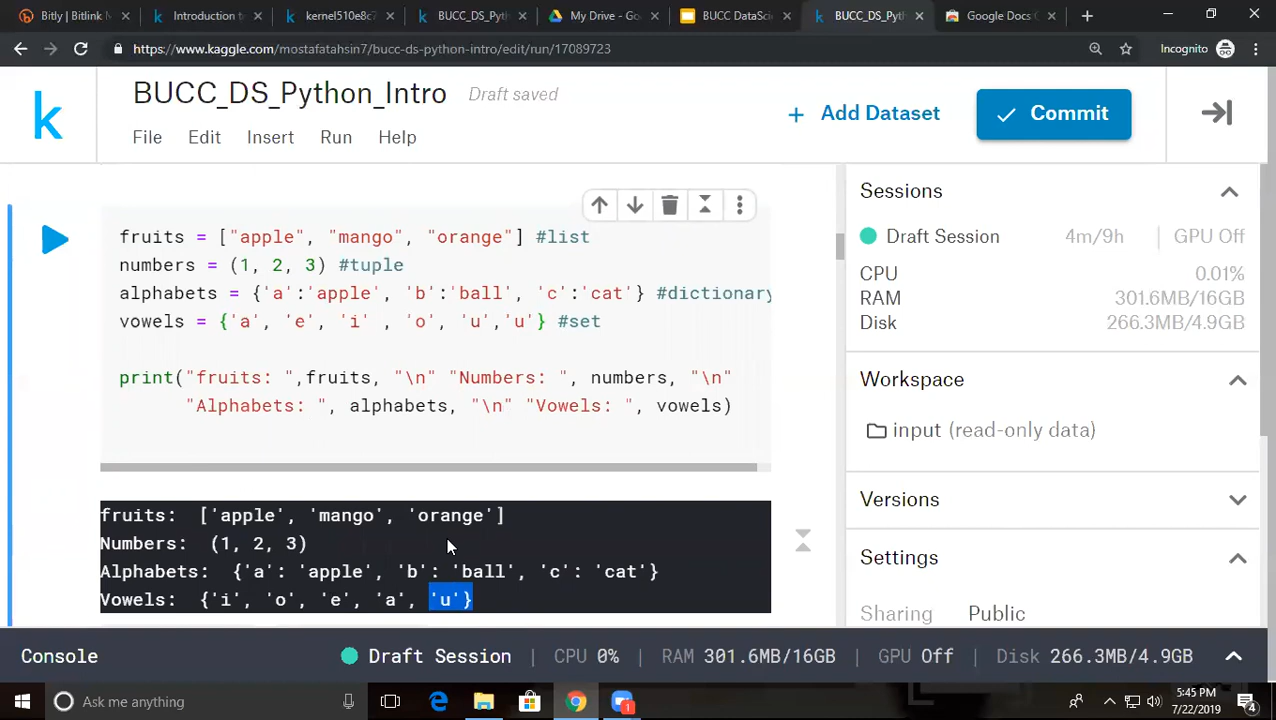 Bitly | Bitlink M
Introduction t
kernel510e8c7
BUCC_DS_Pyth
My Drive - Go
BUCC DataScie
BUCC_DS_Pyth
Google Docs C
https://www.kaggle.com/mostafatahsin7/bucc-ds-python-intro/edit/run/17089723
Incognito
k
BUCC_DS_Python_Intro
Draft saved
File Edit Insert Run Help
+ Add Dataset
Commit
fruits = ["apple", "mango", "orange"] #list
numbers = (1, 2, 3) #tuple
alphabets = {'a':'apple', 'b':'ball', 'c':'cat'} #dictionary
vowels = {'a', 'e', 'i' , 'o', 'u','u'} #set
print("fruits: ",fruits, "\n" "Numbers: ", numbers, "\n"
"Alphabets: ", alphabets, "\n" "Vowels: ", vowels)
fruits:  ['apple', 'mango', 'orange']
Numbers:  (1, 2, 3)
Alphabets:  {'a': 'apple', 'b': 'ball', 'c': 'cat'}
Vowels:  {'i', 'o', 'e', 'a', 'u'}
Sessions
Draft Session 4m/9h | GPU Off
CPU 0.01%
RAM 301.6MB/16GB
Disk 266.3MB/4.9GB
Workspace
input (read-only data)
Versions
Settings
Sharing Public
Console
Draft Session | CPU 0% | RAM 301.6MB/16GB | GPU Off | Disk 266.3MB/4.9GB
Ask me anything
1
5:45 PM
7/22/2019
4